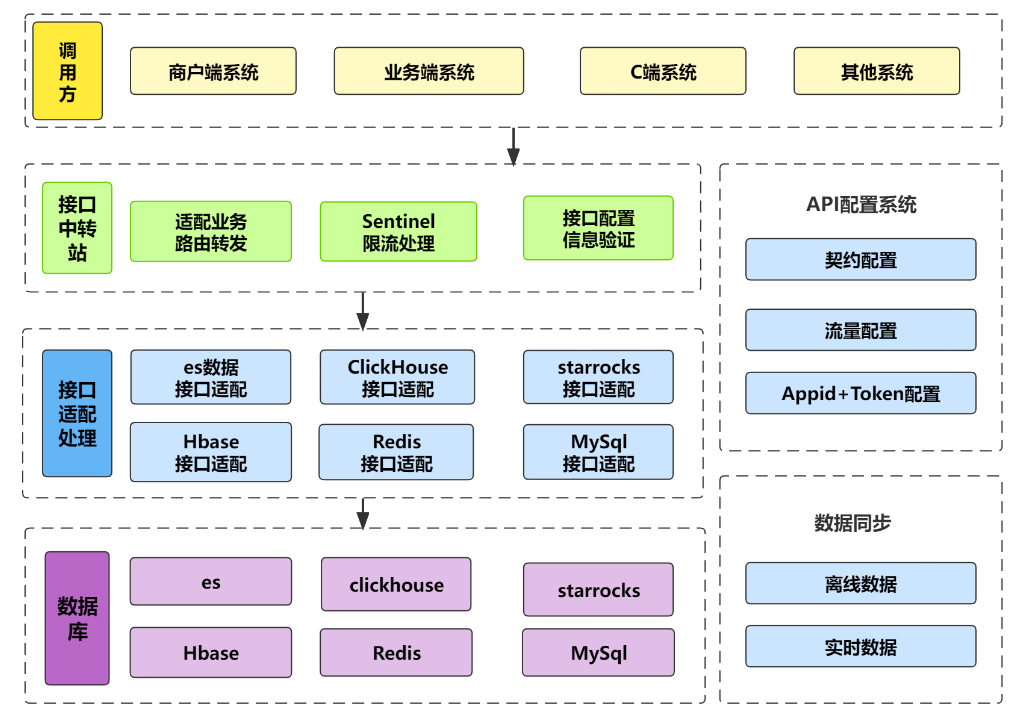 调
用
方
商户端系统
业务端系统
C端系统
其他系统
接口
中转
站
适配业务
路由转发
Sentinel
限流处理
接口配置
信息验证
API配置系统
契约配置
流量配置
Appid+Token配置
接口
适配
处理
es数据
接口适配
ClickHouse
接口适配
starrocks
接口适配
Hbase
接口适配
Redis
接口适配
MySql
接口适配
数据
库
es
clickhouse
starrocks
Hbase
Redis
MySql
数据同步
离线数据
实时数据